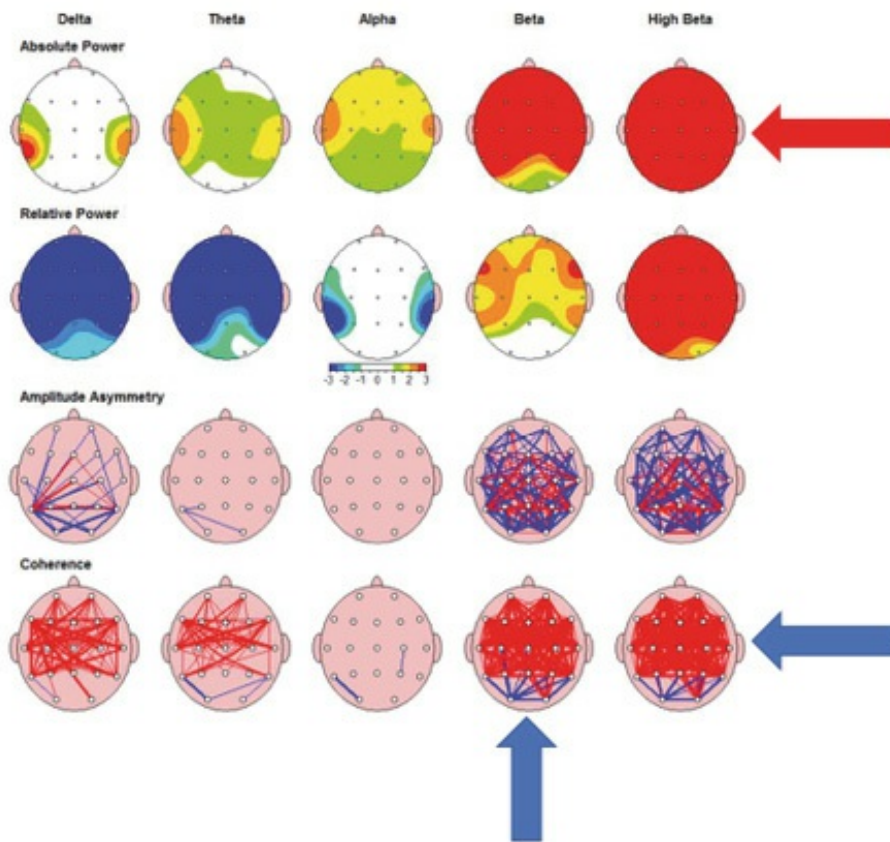 Delta Theta Alpha Beta High Beta
Absolute Power
Relative Power
-3 -2 -1 0 1 2 3
Amplitude Asymmetry
Coherence